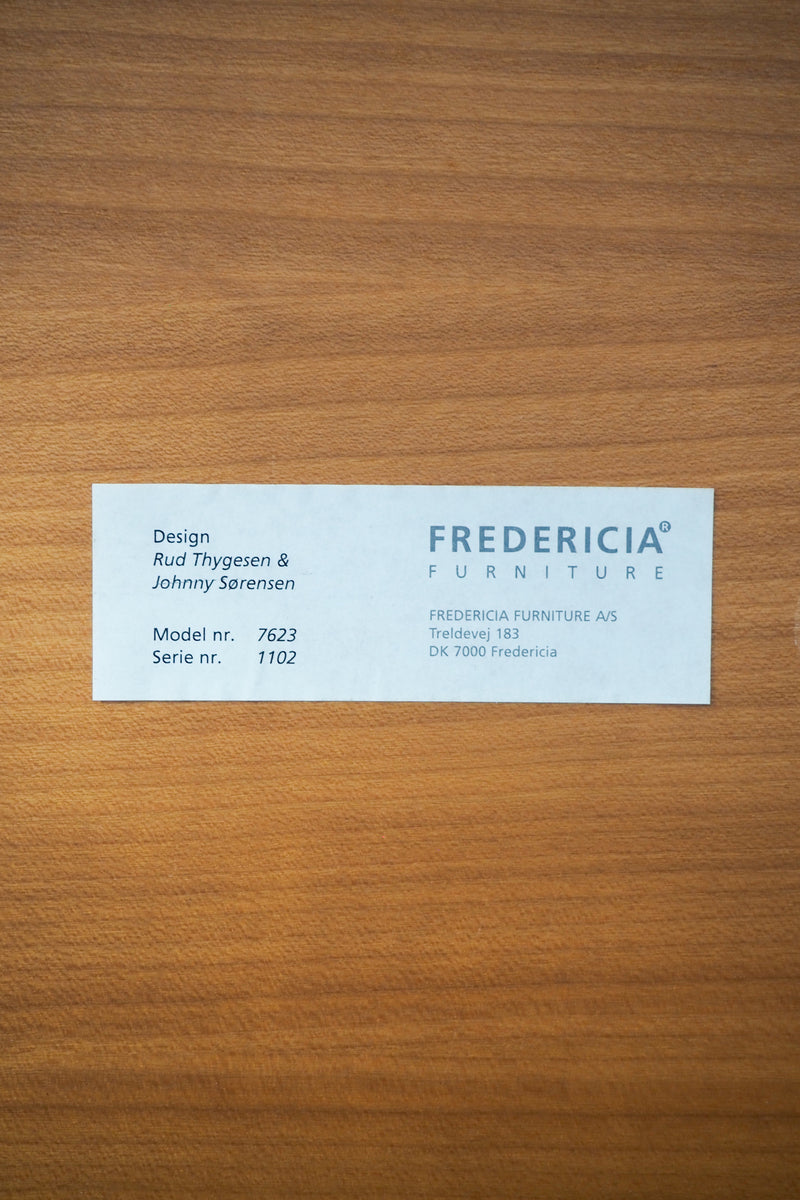 Design
Rud Thygesen &
Johnny Sørensen
Model nr. 7623
Serie nr. 1102
FREDERICIA®
FURNITURE
FREDERICIA FURNITURE A/S
Treldevej 183
DK 7000 Fredericia